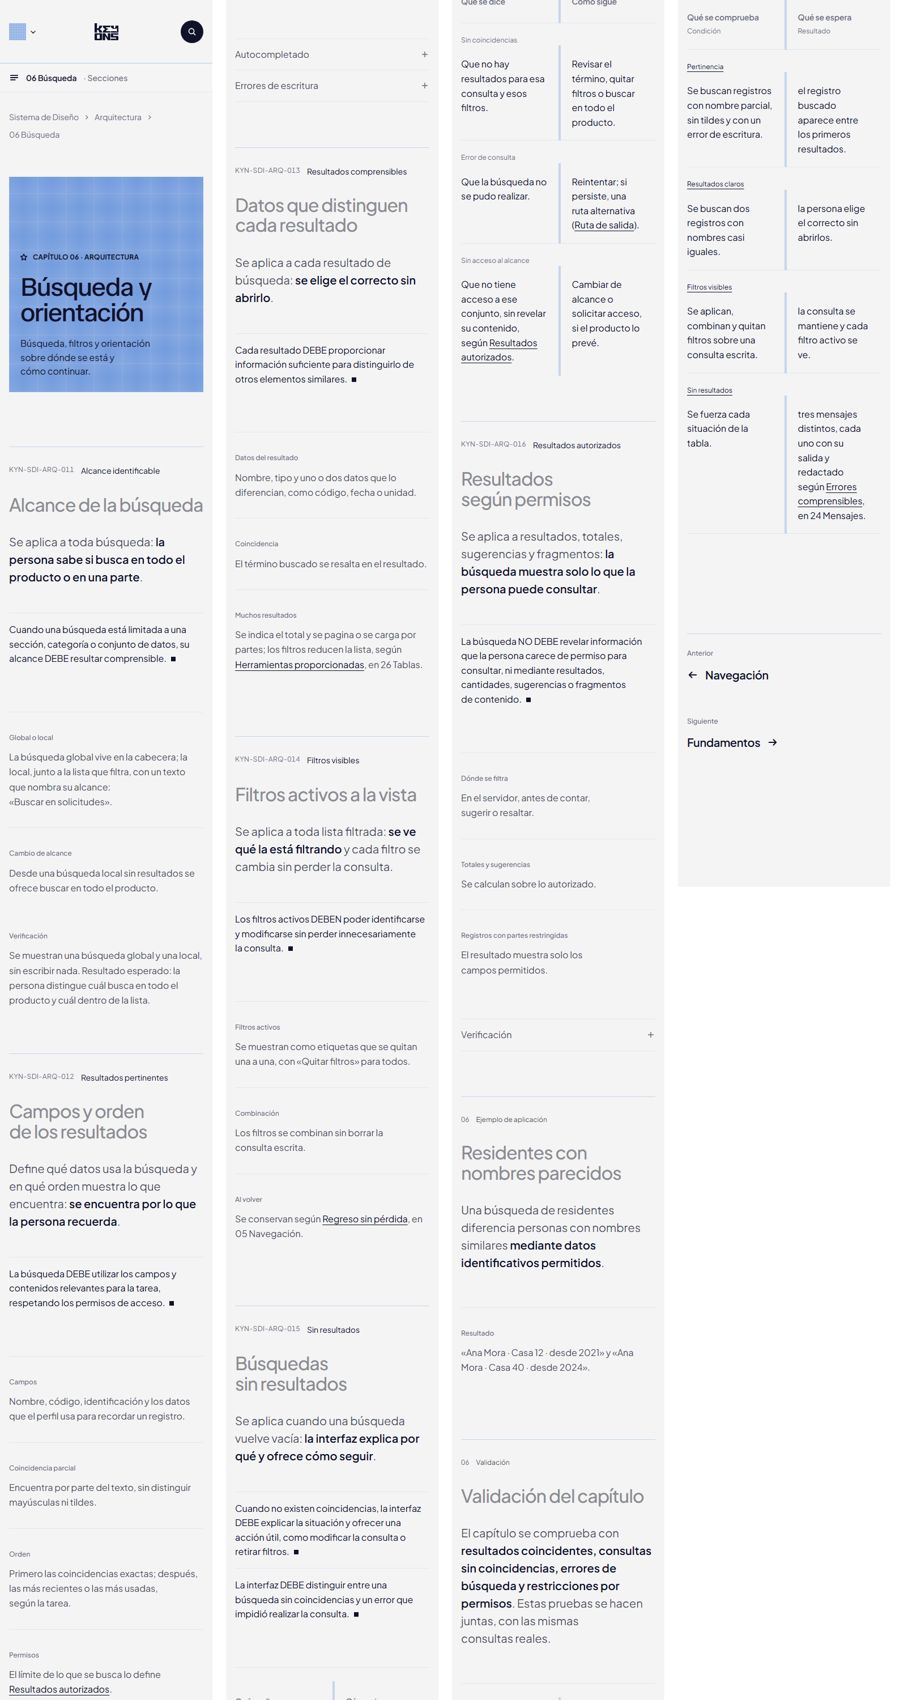 KEY
ONS
06 Búsqueda · Secciones
Sistema de Diseño > Arquitectura >
06 Búsqueda
CAPÍTULO 06 · ARQUITECTURA
Búsqueda y
orientación
Búsqueda, filtros y orientación
sobre dónde se está y
cómo continuar.
KYN-SDI-ARQ-011 Alcance identificable
Alcance de la búsqueda
Se aplica a toda búsqueda: la
persona sabe si busca en todo el
producto o en una parte.
Cuando una búsqueda está limitada a una
sección, categoría o conjunto de datos, su
alcance DEBE resultar comprensible. ■
Global o local
La búsqueda global vive en la cabecera; la
local, junto a la lista que filtra, con un texto
que nombra su alcance:
«Buscar en solicitudes».
Cambio de alcance
Desde una búsqueda local sin resultados se
ofrece buscar en todo el producto.
Verificación
Se muestran una búsqueda global y una local,
sin escribir nada. Resultado esperado: la
persona distingue cuál busca en todo el
producto y cuál dentro de la lista.
KYN-SDI-ARQ-012 Resultados pertinentes
Campos y orden
de los resultados
Define qué datos usa la búsqueda y
en qué orden muestra lo que
encuentra: se encuentra por lo que
la persona recuerda.
La búsqueda DEBE utilizar los campos y
contenidos relevantes para la tarea,
respetando los permisos de acceso. ■
Campos
Nombre, código, identificación y los datos
que el perfil usa para recordar un registro.
Coincidencia parcial
Encuentra por parte del texto, sin distinguir
mayúsculas ni tildes.
Orden
Primero las coincidencias exactas; después,
las más recientes o las más usadas,
según la tarea.
Permisos
El límite de lo que se busca lo define
Resultados autorizados.
Autocompletado +
Errores de escritura +
KYN-SDI-ARQ-013 Resultados comprensibles
Datos que distinguen
cada resultado
Se aplica a cada resultado de
búsqueda: se elige el correcto sin
abrirlo.
Cada resultado DEBE proporcionar
información suficiente para distinguirlo de
otros elementos similares. ■
Datos del resultado
Nombre, tipo y uno o dos datos que lo
diferencian, como código, fecha o unidad.
Coincidencia
El término buscado se resalta en el resultado.
Muchos resultados
Se indica el total y se pagina o se carga por
partes; los filtros reducen la lista, según
Herramientas proporcionadas, en 26 Tablas.
KYN-SDI-ARQ-014 Filtros visibles
Filtros activos a la vista
Se aplica a toda lista filtrada: se ve
qué la está filtrando y cada filtro se
cambia sin perder la consulta.
Los filtros activos DEBEN poder identificarse
y modificarse sin perder innecesariamente
la consulta. ■
Filtros activos
Se muestran como etiquetas que se quitan
una a una, con «Quitar filtros» para todos.
Combinación
Los filtros se combinan sin borrar la
consulta escrita.
Al volver
Se conservan según Regreso sin pérdida, en
05 Navegación.
KYN-SDI-ARQ-015 Sin resultados
Búsquedas
sin resultados
Se aplica cuando una búsqueda
vuelve vacía: la interfaz explica por
qué y ofrece cómo seguir.
Cuando no existen coincidencias, la interfaz
DEBE explicar la situación y ofrecer una
acción útil, como modificar la consulta o
retirar filtros. ■
La interfaz DEBE distinguir entre una
búsqueda sin coincidencias y un error que
impidió realizar la consulta. ■
Qué se dice Cómo sigue
Sin coincidencias
Que no hay
resultados para esa
consulta y esos
filtros.
Revisar el
término, quitar
filtros o buscar
en todo el
producto.
Error de consulta
Que la búsqueda no
se pudo realizar.
Reintentar; si
persiste, una
ruta alternativa
(Ruta de salida).
Sin acceso al alcance
Que no tiene
acceso a ese
conjunto, sin revelar
su contenido,
según Resultados
autorizados.
Cambiar de
alcance o
solicitar acceso,
si el producto lo
prevé.
KYN-SDI-ARQ-016 Resultados autorizados
Resultados
según permisos
Se aplica a resultados, totales,
sugerencias y fragmentos: la
búsqueda muestra solo lo que la
persona puede consultar.
La búsqueda NO DEBE revelar información
que la persona carece de permiso para
consultar, ni mediante resultados,
cantidades, sugerencias o fragmentos
de contenido. ■
Dónde se filtra
En el servidor, antes de contar,
sugerir o resaltar.
Totales y sugerencias
Se calculan sobre lo autorizado.
Registros con partes restringidas
El resultado muestra solo los
campos permitidos.
Verificación +
06 Ejemplo de aplicación
Residentes con
nombres parecidos
Una búsqueda de residentes
diferencia personas con nombres
similares mediante datos
identificativos permitidos.
Resultado
«Ana Mora · Casa 12 · desde 2021» y «Ana
Mora · Casa 40 · desde 2024».
06 Validación
Validación del capítulo
El capítulo se comprueba con
resultados coincidentes, consultas
sin coincidencias, errores de
búsqueda y restricciones por
permisos. Estas pruebas se hacen
juntas, con las mismas
consultas reales.
Qué se comprueba Qué se espera
Condición Resultado
Pertinencia
Se buscan registros
con nombre parcial,
sin tildes y con un
error de escritura.
el registro
buscado
aparece entre
los primeros
resultados.
Resultados claros
Se buscan dos
registros con
nombres casi
iguales.
la persona elige
el correcto sin
abrirlos.
Filtros visibles
Se aplican,
combinan y quitan
filtros sobre una
consulta escrita.
la consulta se
mantiene y cada
filtro activo se
ve.
Sin resultados
Se fuerza cada
situación de la
tabla.
tres mensajes
distintos, cada
uno con su
salida y
redactado
según Errores
comprensibles,
en 24 Mensajes.
Anterior
← Navegación
Siguiente
Fundamentos →